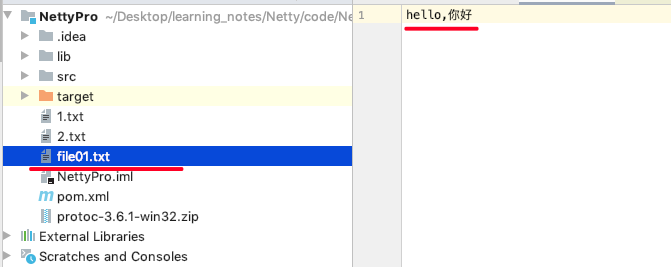 NettyPro ~/Desktop/learning_notes/Netty/code/Ne
.idea
lib
src
target
1.txt
2.txt
file01.txt
NettyPro.iml
pom.xml
protoc-3.6.1-win32.zip
External Libraries
Scratches and Consoles
1 hello,你好